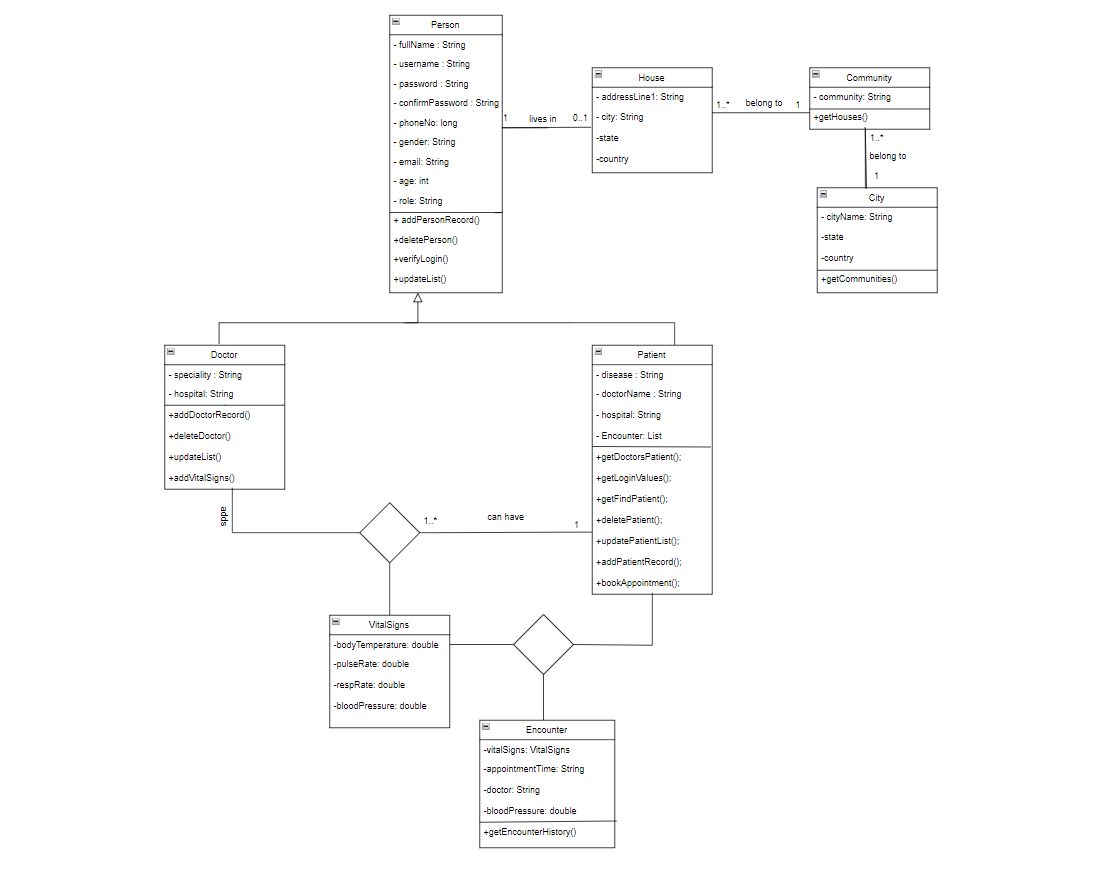 Person
- fullName : String
- username : String
- password : String
- confirmPassword : String
- phoneNo: long
- gender: String
- email: String
- age: int
- role: String
+ addPersonRecord()
+deletePerson()
+verifyLogin()
+updateList()
1
lives in
0..1
House
- addressLine1: String
- city: String
-state
-country
1..*
belong to
1
Community
- community: String
+getHouses()
1..*
belong to
1
City
- cityName: String
-state
-country
+getCommunities()
Doctor
- speciality : String
- hospital: String
+addDoctorRecord()
+deleteDoctor()
+updateList()
+addVitalSigns()
adds
1..*
can have
1
Patient
- disease : String
- doctorName : String
- hospital: String
- Encounter: List
+getDoctorsPatient();
+getLoginValues();
+getFindPatient();
+deletePatient();
+updatePatientList();
+addPatientRecord();
+bookAppointment();
VitalSigns
-bodyTemperature: double
-pulseRate: double
-respRate: double
-bloodPressure: double
Encounter
-vitalSigns: VitalSigns
-appointmentTime: String
-doctor: String
-bloodPressure: double
+getEncounterHistory()